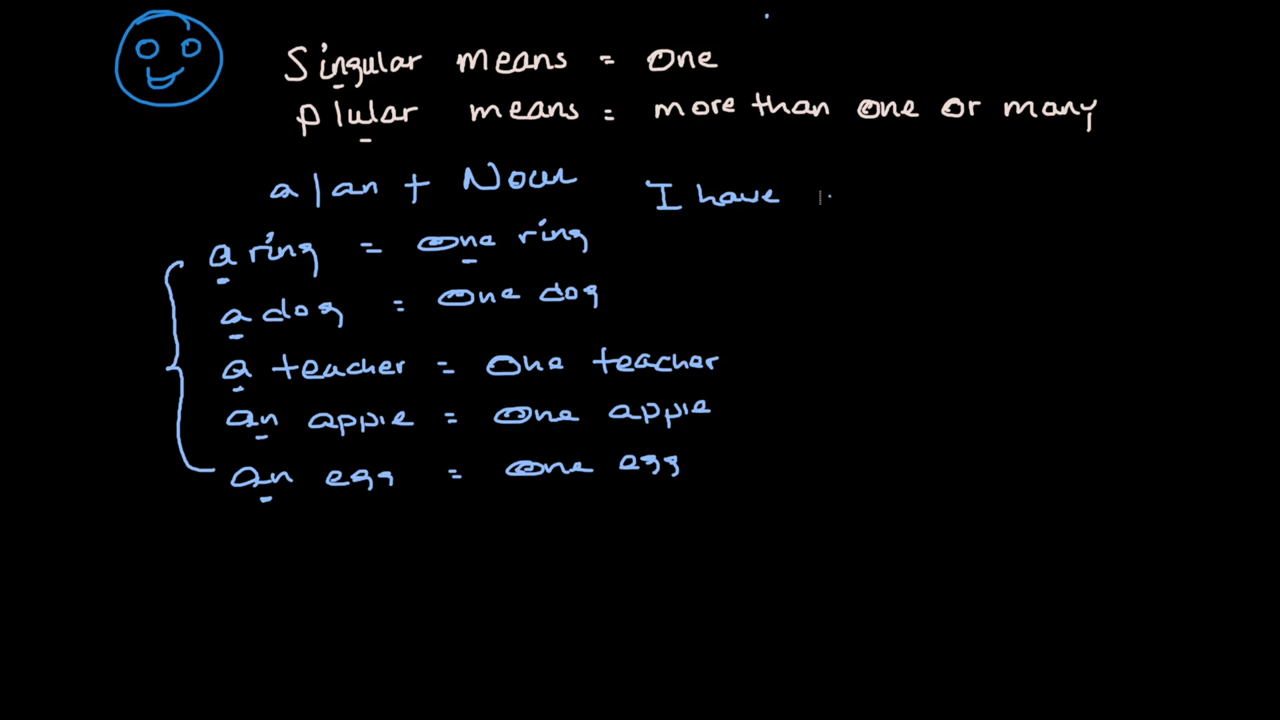 Singular means = One
plular means = more than one or many
a/an + Noun
I have
a ring = one ring
a dog = one dog
a teacher = One teacher
an apple = one apple
an egg = one egg